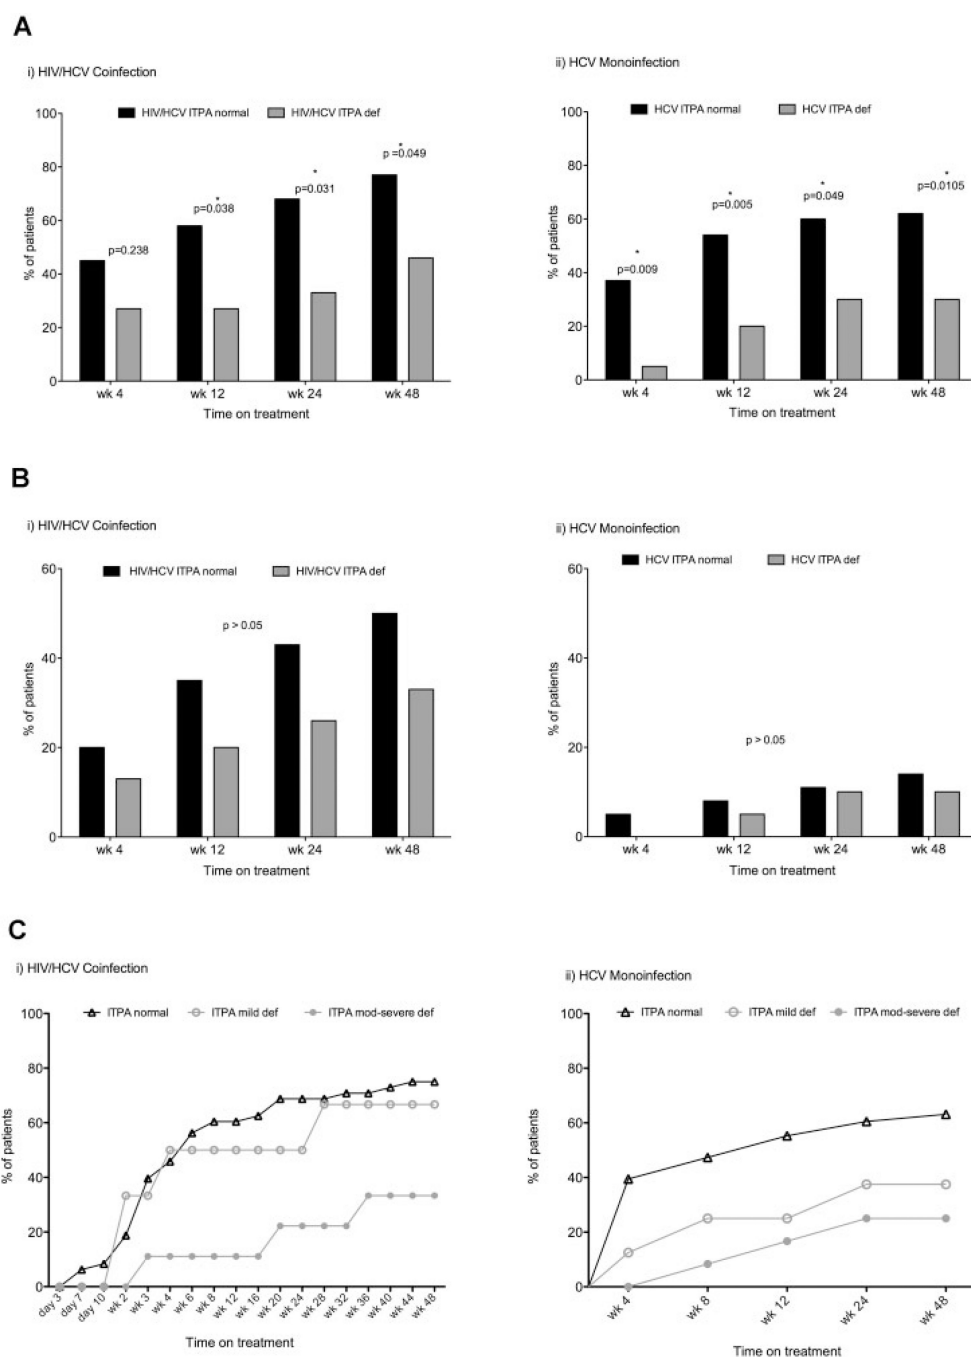 A
i) HIV/HCV Coinfection
HIV/HCV ITPA normal HIV/HCV ITPA def
% of patients
100
80
60
40
20
0
p=0.238
*
p=0.038
*
p=0.031
*
p =0.049
wk 4 wk 12 wk 24 wk 48
Time on treatment
ii) HCV Monoinfection
HCV ITPA normal HCV ITPA def
% of patients
100
80
60
40
20
0
*
p=0.009
*
p=0.005
*
p=0.049
*
p=0.0105
wk 4 wk 12 wk 24 wk 48
Time on treatment
B
i) HIV/HCV Coinfection
HIV/HCV ITPA normal HIV/HCV ITPA def
% of patients
60
40
20
0
p > 0.05
wk 4 wk 12 wk 24 wk 48
Time on treatment
ii) HCV Monoinfection
HCV ITPA normal HCV ITPA def
% of patients
60
40
20
0
p > 0.05
wk 4 wk 12 wk 24 wk 48
Time on treatment
C
i) HIV/HCV Coinfection
ITPA normal ITPA mild def ITPA mod-severe def
% of patients
100
80
60
40
20
0
day 3 day 7 day 10 wk 2 wk 3 wk 4 wk 6 wk 8 wk 12 wk 16 wk 20 wk 24 wk 28 wk 32 wk 36 wk 40 wk 44 wk 48
Time on treatment
ii) HCV Monoinfection
ITPA normal ITPA mild def ITPA mod-severe def
% of patients
100
80
60
40
20
0
wk 4 wk 8 wk 12 wk 24 wk 48
Time on treatment